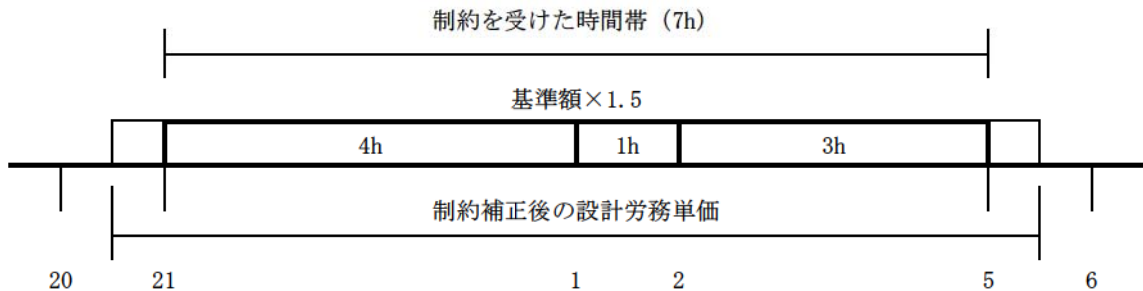 制約を受けた時間帯（7h）
基準額×1.5
4h 1h 3h
制約補正後の設計労務単価
20 21 1 2 5 6